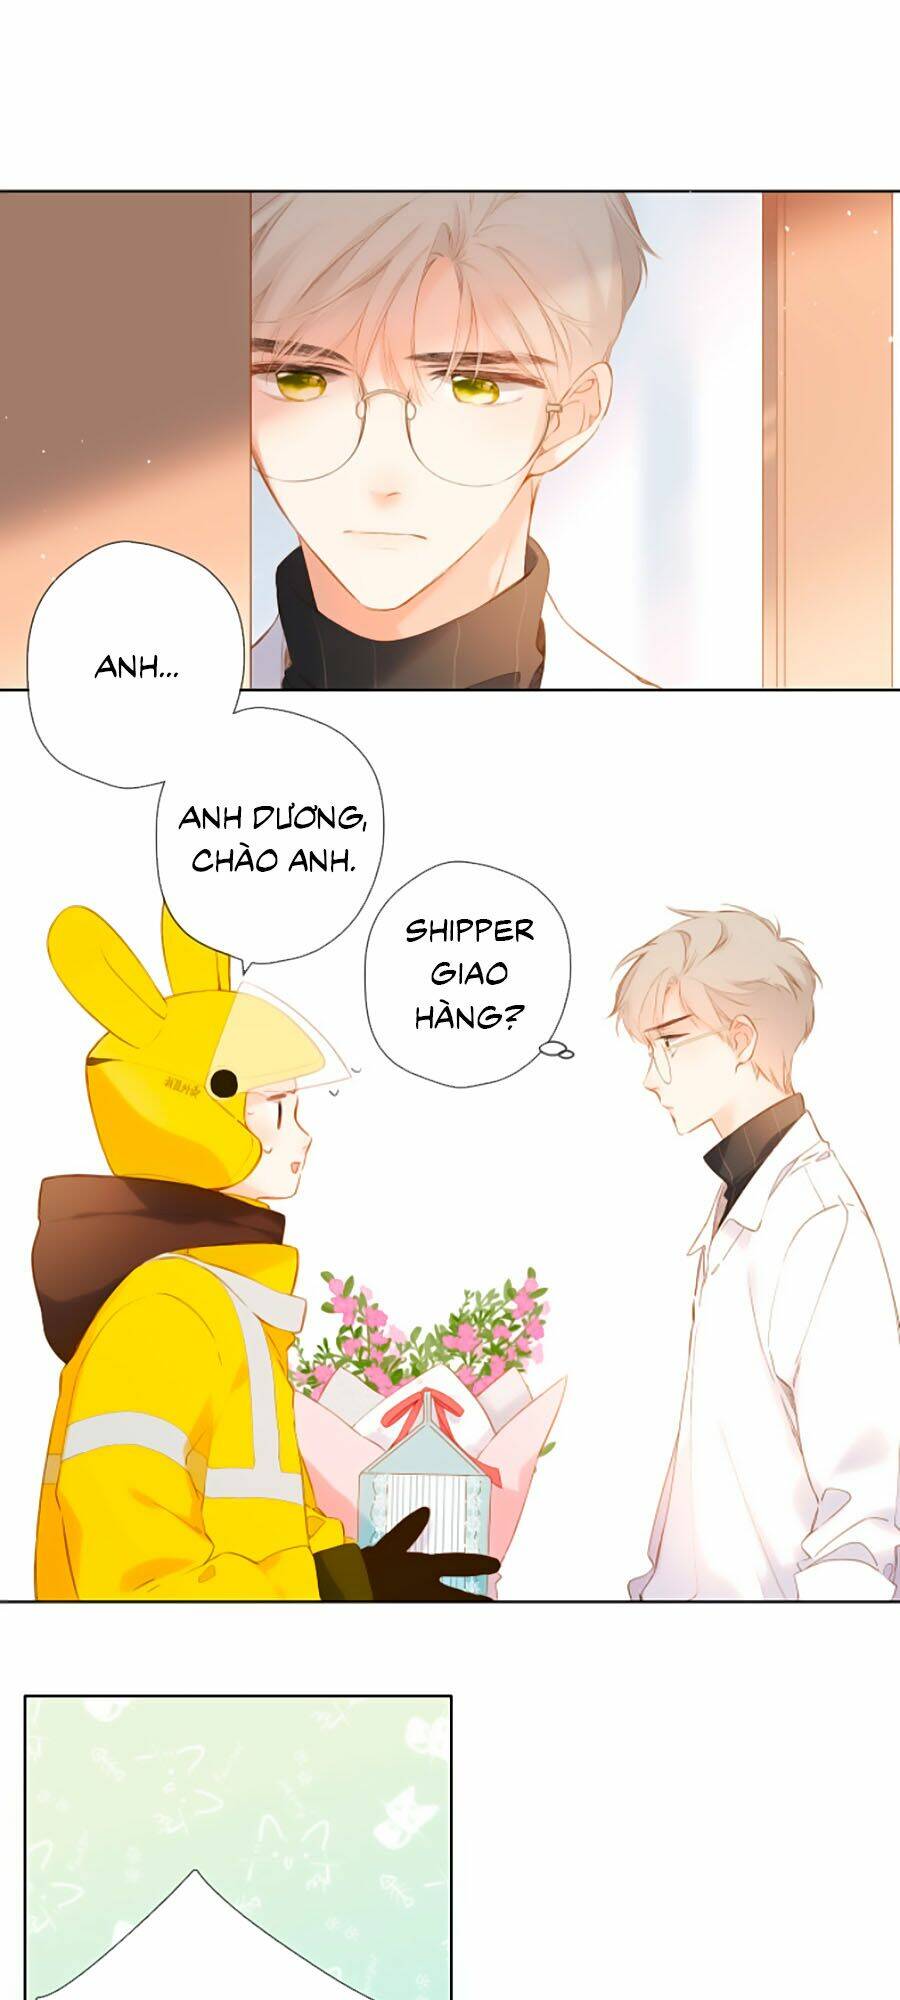 ANH...
ANH DƯƠNG,
CHÀO ANH.
SHIPPER
GIAO
HÀNG?